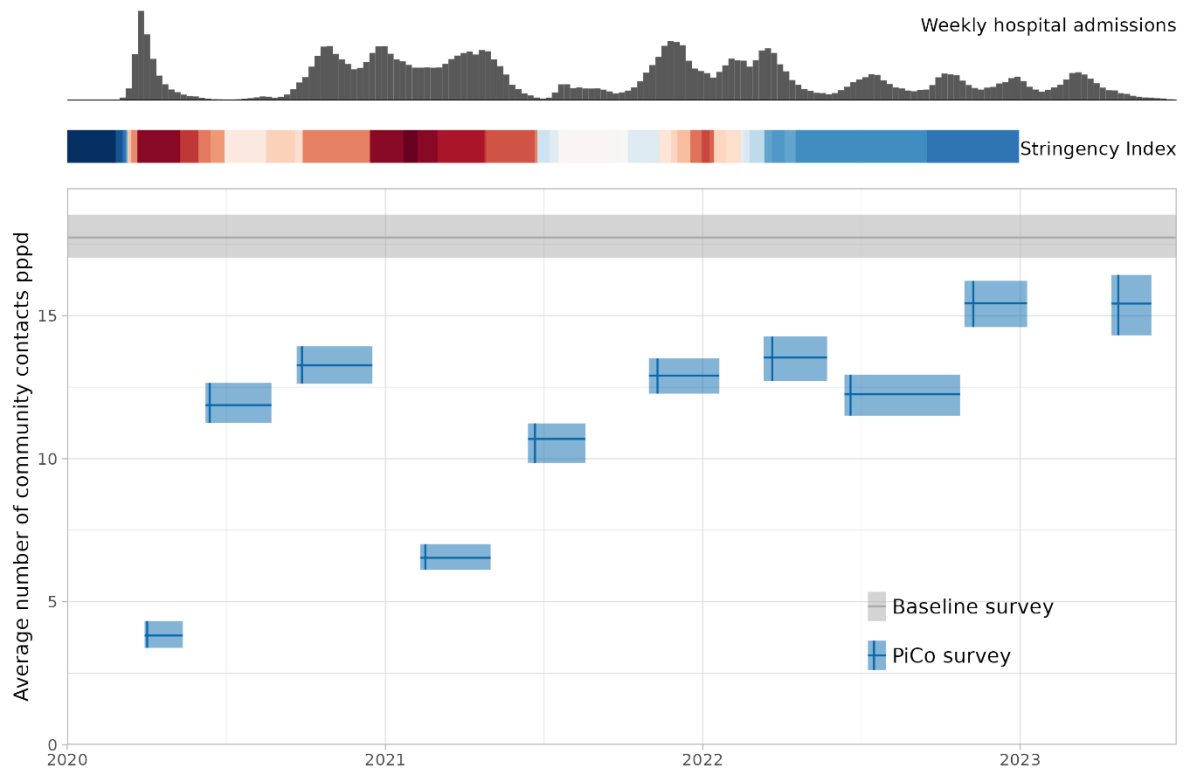 Weekly hospital admissions
Stringency Index
Average number of community contacts pppd
15
10
5
0
Baseline survey
PiCo survey
2020
2021
2022
2023